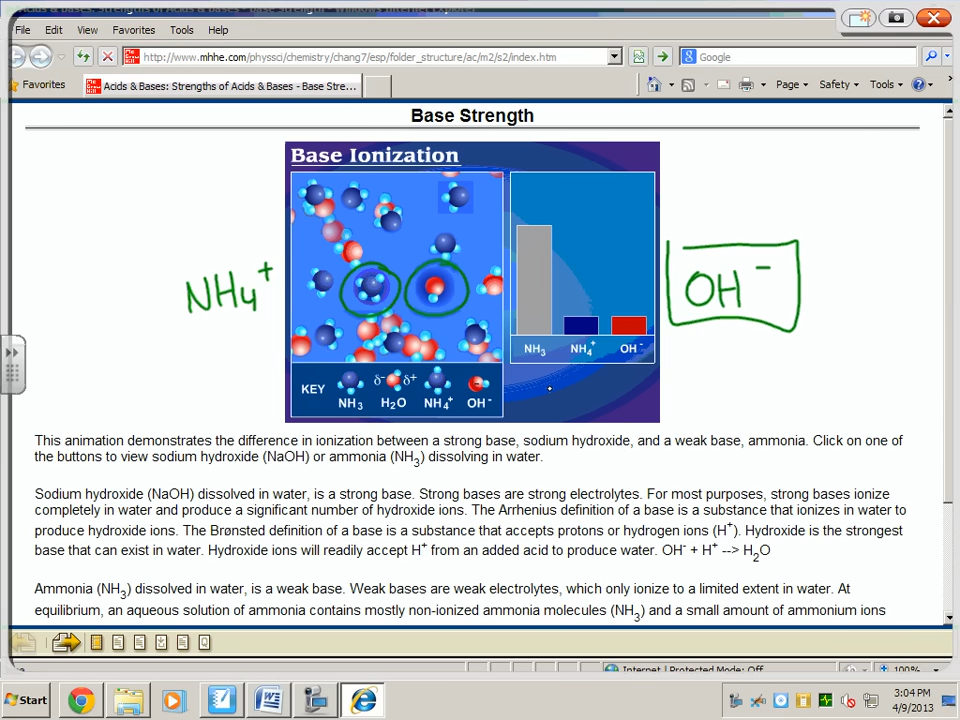 Acids & Bases: Strengths of Acids & Bases - Base Strength - Windows Internet Explorer
File Edit View Favorites Tools Help
http://www.mhhe.com/physsci/chemistry/chang7/esp/folder_structure/ac/m2/s2/index.htm
Google
Favorites
Acids & Bases: Strengths of Acids & Bases - Base Stre...
Page Safety Tools
Base Strength
Base Ionization
NH4+
OH-
NH3 NH4+ OH-
KEY
δ- δ+
NH3 H2O NH4+ OH-
This animation demonstrates the difference in ionization between a strong base, sodium hydroxide, and a weak base, ammonia. Click on one of
the buttons to view sodium hydroxide (NaOH) or ammonia (NH3) dissolving in water.
Sodium hydroxide (NaOH) dissolved in water, is a strong base. Strong bases are strong electrolytes. For most purposes, strong bases ionize
completely in water and produce a significant number of hydroxide ions. The Arrhenius definition of a base is a substance that ionizes in water to
produce hydroxide ions. The Brønsted definition of a base is a substance that accepts protons or hydrogen ions (H+). Hydroxide is the strongest
base that can exist in water. Hydroxide ions will readily accept H+ from an added acid to produce water. OH- + H+ --> H2O
Ammonia (NH3) dissolved in water, is a weak base. Weak bases are weak electrolytes, which only ionize to a limited extent in water. At
equilibrium, an aqueous solution of ammonia contains mostly non-ionized ammonia molecules (NH3) and a small amount of ammonium ions
Internet | Protected Mode: Off
100%
Start
3:04 PM
4/9/2013